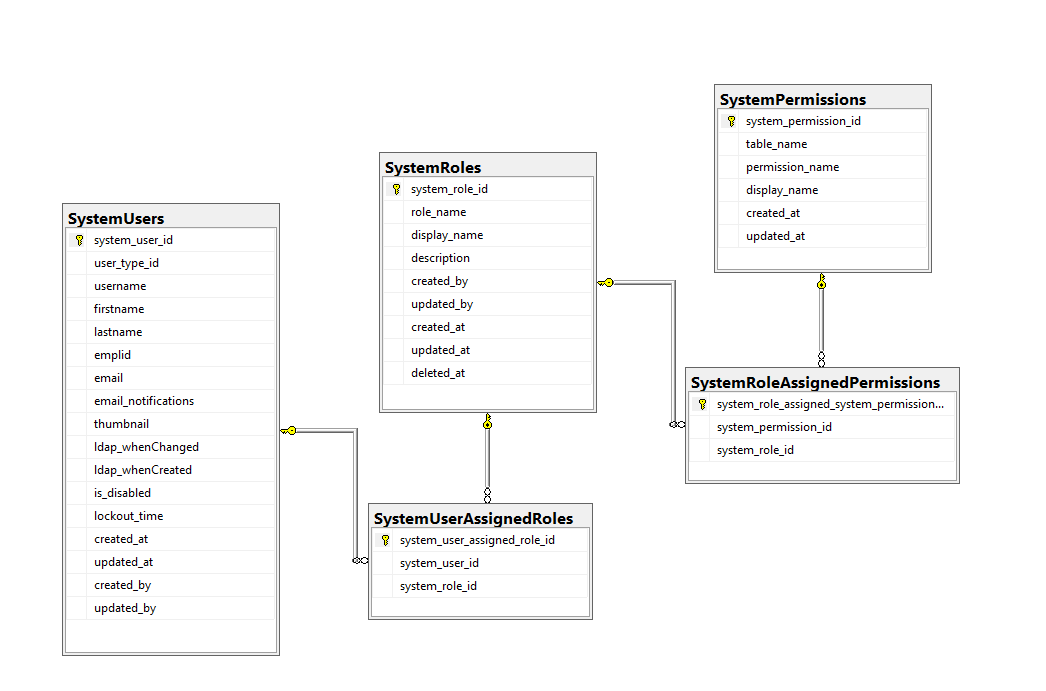 SystemPermissions
system_permission_id
table_name
permission_name
display_name
created_at
updated_at
SystemRoles
system_role_id
role_name
display_name
description
created_by
updated_by
created_at
updated_at
deleted_at
SystemUsers
system_user_id
user_type_id
username
firstname
lastname
emplid
email
email_notifications
thumbnail
ldap_whenChanged
ldap_whenCreated
is_disabled
lockout_time
created_at
updated_at
created_by
updated_by
SystemRoleAssignedPermissions
system_role_assigned_system_permission...
system_permission_id
system_role_id
SystemUserAssignedRoles
system_user_assigned_role_id
system_user_id
system_role_id